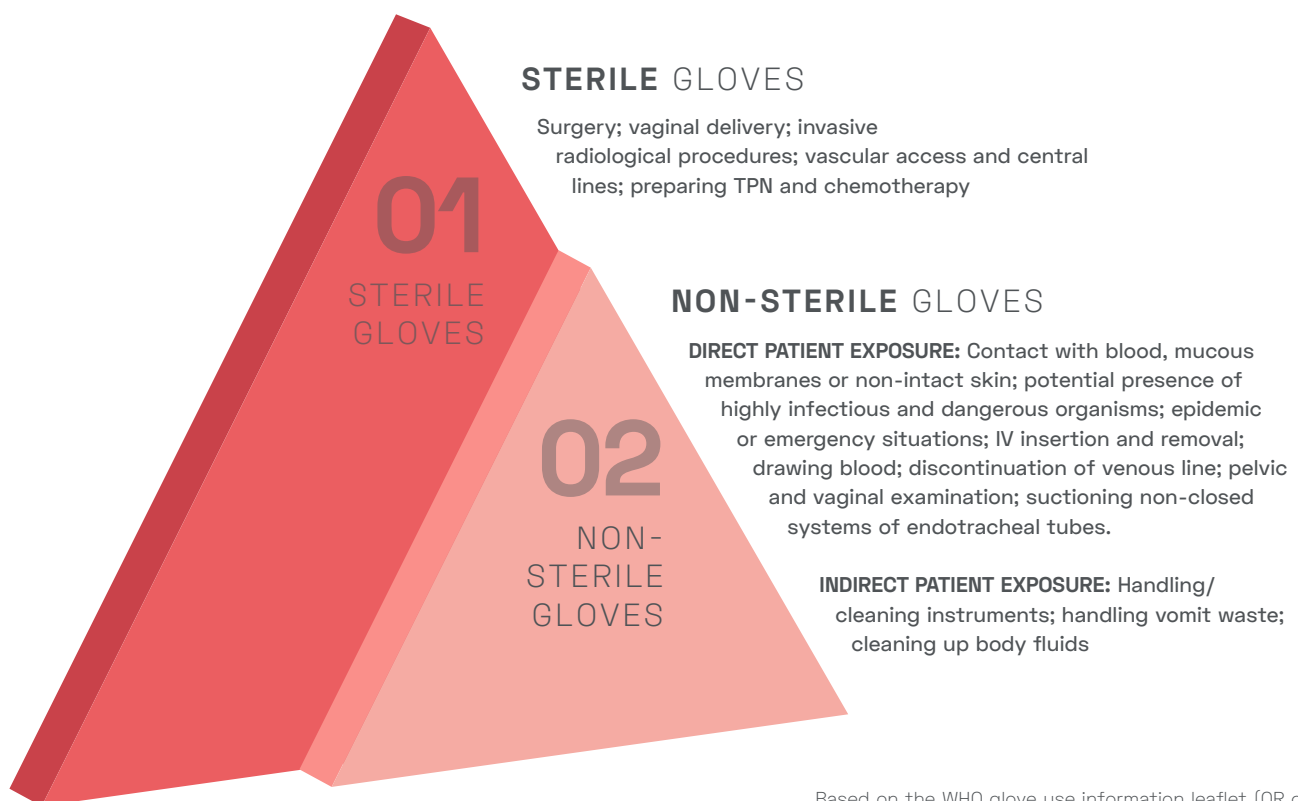 STERILE GLOVES
Surgery; vaginal delivery; invasive
radiological procedures; vascular access and central
lines; preparing TPN and chemotherapy
01
STERILE
GLOVES
NON-STERILE GLOVES
DIRECT PATIENT EXPOSURE: Contact with blood, mucous
membranes or non-intact skin; potential presence of
highly infectious and dangerous organisms; epidemic
or emergency situations; IV insertion and removal;
drawing blood; discontinuation of venous line; pelvic
and vaginal examination; suctioning non-closed
systems of endotracheal tubes.
02
NON-
STERILE
GLOVES
INDIRECT PATIENT EXPOSURE: Handling/
cleaning instruments; handling vomit waste;
cleaning up body fluids
Based on the WHO glove use information leaflet